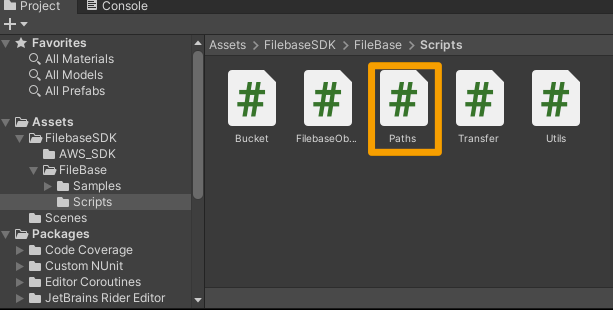 Project
Console
Favorites
All Materials
All Models
All Prefabs
Assets
FilebaseSDK
AWS_SDK
FileBase
Samples
Scripts
Scenes
Packages
Code Coverage
Custom NUnit
Editor Coroutines
JetBrains Rider Editor
Assets > FilebaseSDK > FileBase > Scripts
# # # # #
Bucket FilebaseOb... Paths Transfer Utils